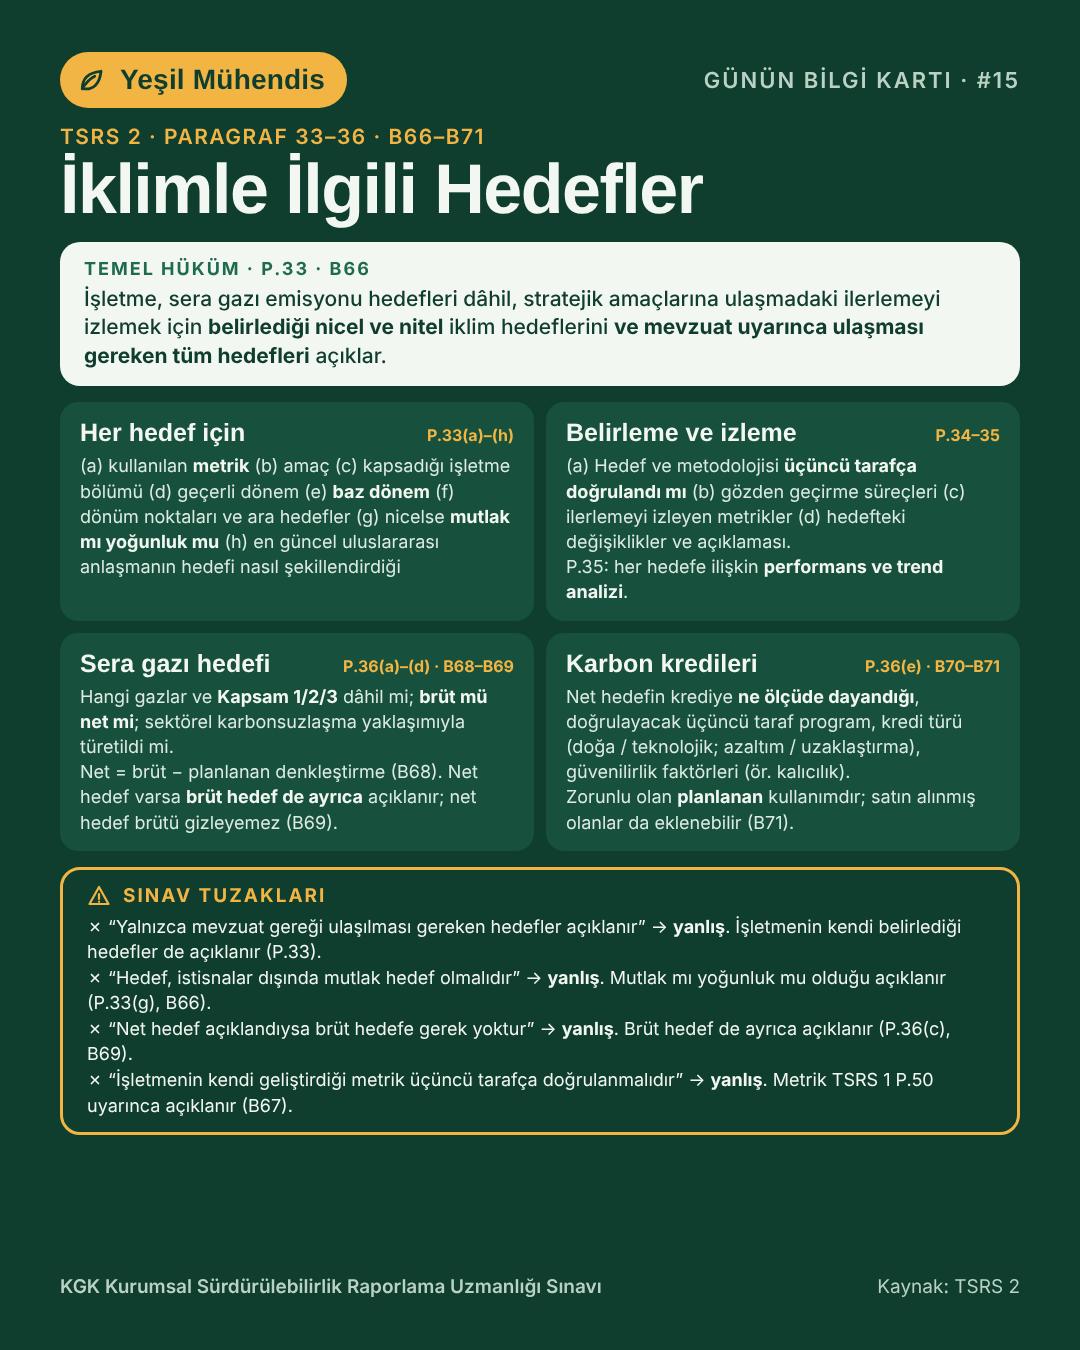 Yeşil Mühendis
GÜNÜN BİLGİ KARTI · #15
TSRS 2 · PARAGRAF 33–36 · B66–B71
İklimle İlgili Hedefler
TEMEL HÜKÜM · P.33 · B66
İşletme, sera gazı emisyonu hedefleri dâhil, stratejik amaçlarına ulaşmadaki ilerlemeyi
izlemek için belirlediği nicel ve nitel iklim hedeflerini ve mevzuat uyarınca ulaşması
gereken tüm hedefleri açıklar.
Her hedef için
P.33(a)–(h)
(a) kullanılan metrik (b) amaç (c) kapsadığı işletme
bölümü (d) geçerli dönem (e) baz dönem (f)
dönüm noktaları ve ara hedefler (g) nicelse mutlak
mı yoğunluk mu (h) en güncel uluslararası
anlaşmanın hedefi nasıl şekillendirdiği
Belirleme ve izleme
P.34–35
(a) Hedef ve metodolojisi üçüncü tarafça
doğrulandı mı (b) gözden geçirme süreçleri (c)
ilerlemeyi izleyen metrikler (d) hedefteki
değişiklikler ve açıklaması.
P.35: her hedefe ilişkin performans ve trend
analizi.
Sera gazı hedefi
P.36(a)–(d) · B68–B69
Hangi gazlar ve Kapsam 1/2/3 dâhil mi; brüt mü
net mi; sektörel karbonsuzlaşma yaklaşımıyla
türetildi mi.
Net = brüt − planlanan denkleştirme (B68). Net
hedef varsa brüt hedef de ayrıca açıklanır; net
hedef brütü gizleyemez (B69).
Karbon kredileri
P.36(e) · B70–B71
Net hedefin krediye ne ölçüde dayandığı,
doğrulayacak üçüncü taraf program, kredi türü
(doğa / teknolojik; azaltım / uzaklaştırma),
güvenilirlik faktörleri (ör. kalıcılık).
Zorunlu olan planlanan kullanımdır; satın alınmış
olanlar da eklenebilir (B71).
SINAV TUZAKLARI
× “Yalnızca mevzuat gereği ulaşılması gereken hedefler açıklanır” → yanlış. İşletmenin kendi belirlediği
hedefler de açıklanır (P.33).
× “Hedef, istisnalar dışında mutlak hedef olmalıdır” → yanlış. Mutlak mı yoğunluk mu olduğu açıklanır
(P.33(g), B66).
× “Net hedef açıklandıysa brüt hedefe gerek yoktur” → yanlış. Brüt hedef de ayrıca açıklanır (P.36(c),
B69).
× “İşletmenin kendi geliştirdiği metrik üçüncü tarafça doğrulanmalıdır” → yanlış. Metrik TSRS 1 P.50
uyarınca açıklanır (B67).
KGK Kurumsal Sürdürülebilirlik Raporlama Uzmanlığı Sınavı
Kaynak: TSRS 2